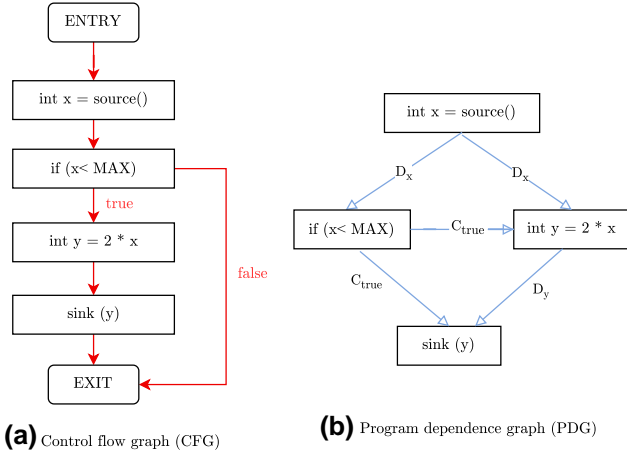 ENTRY
int x = source()
if (x< MAX)
true
int y = 2 * x
false
sink (y)
EXIT
(a) Control flow graph (CFG)
int x = source()
Dx
Dx
if (x< MAX)
Ctrue
int y = 2 * x
Ctrue
Dy
sink (y)
(b) Program dependence graph (PDG)